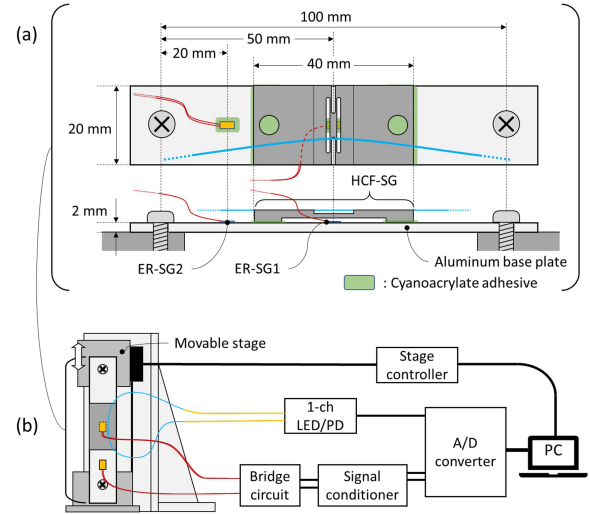 (a)
100 mm
50 mm
20 mm
40 mm
20 mm
HCF-SG
2 mm
ER-SG2
ER-SG1
Aluminum base plate
: Cyanoacrylate adhesive
(b)
Movable stage
Stage
controller
1-ch
LED/PD
A/D
converter
PC
Bridge
circuit
Signal
conditioner